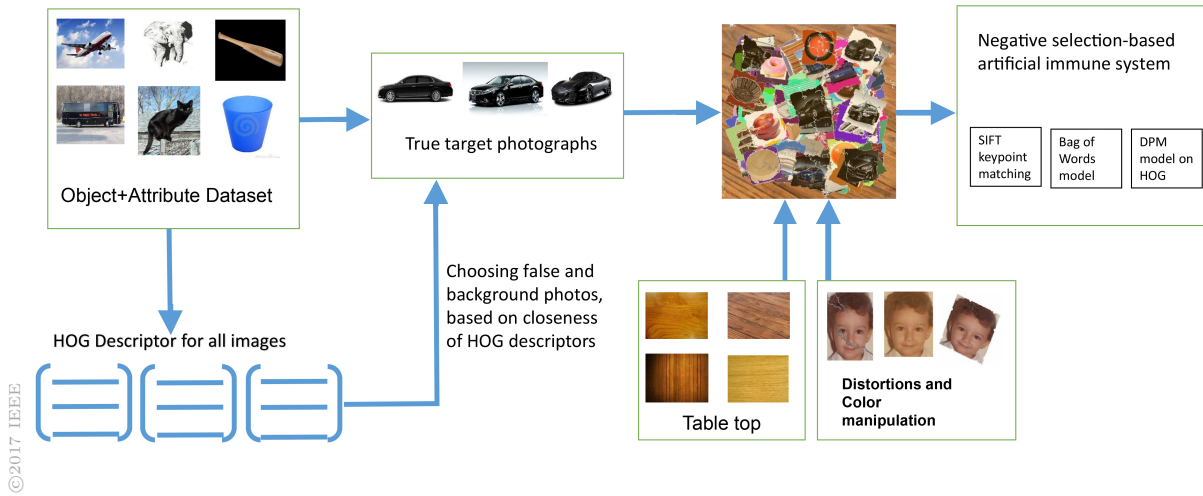 Object+Attribute Dataset
True target photographs
Negative selection-based
artificial immune system
SIFT
keypoint
matching
Bag of
Words
model
DPM
model on
HOG
HOG Descriptor for all images
Choosing false and
background photos,
based on closeness
of HOG descriptors
Table top
Distortions and
Color
manipulation
©2017 IEEE